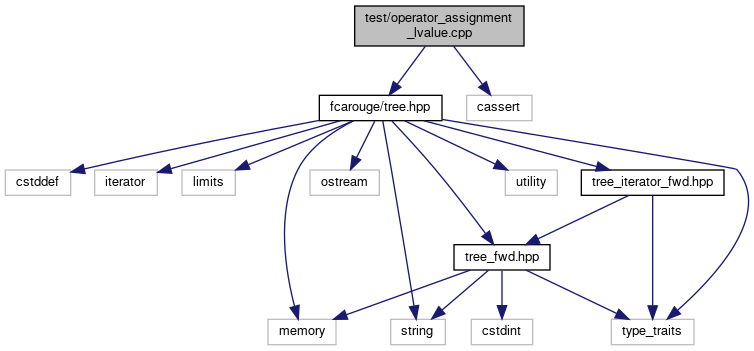 test/operator_assignment
_lvalue.cpp
fcarouge/tree.hpp
cassert
cstddef
iterator
limits
ostream
utility
tree_iterator_fwd.hpp
tree_fwd.hpp
memory
string
cstdint
type_traits